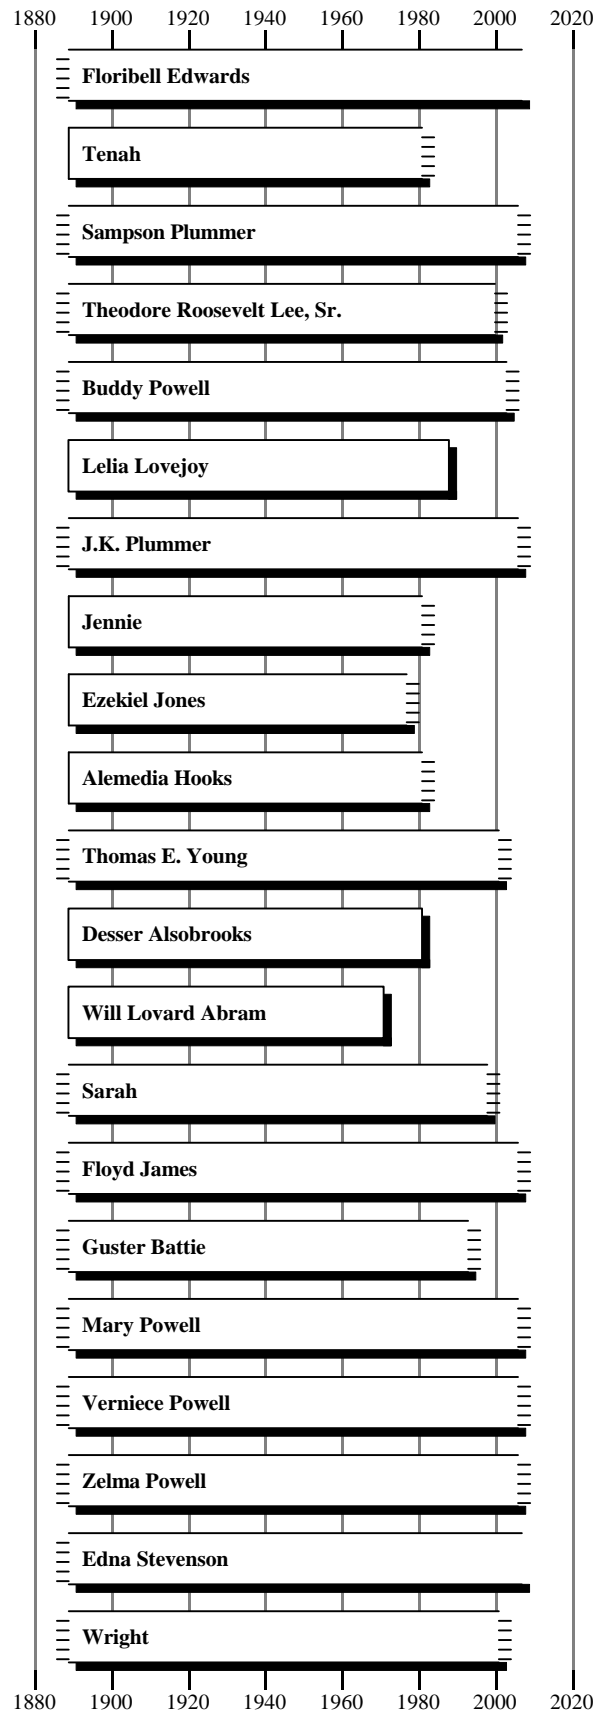 1880 1900 1920 1940 1960 1980 2000 2020
Floribell Edwards
Tenah
Sampson Plummer
Theodore Roosevelt Lee, Sr.
Buddy Powell
Lelia Lovejoy
J.K. Plummer
Jennie
Ezekiel Jones
Alemedia Hooks
Thomas E. Young
Desser Alsobrooks
Will Lovard Abram
Sarah
Floyd James
Guster Battie
Mary Powell
Verniece Powell
Zelma Powell
Edna Stevenson
Wright
1880 1900 1920 1940 1960 1980 2000 2020